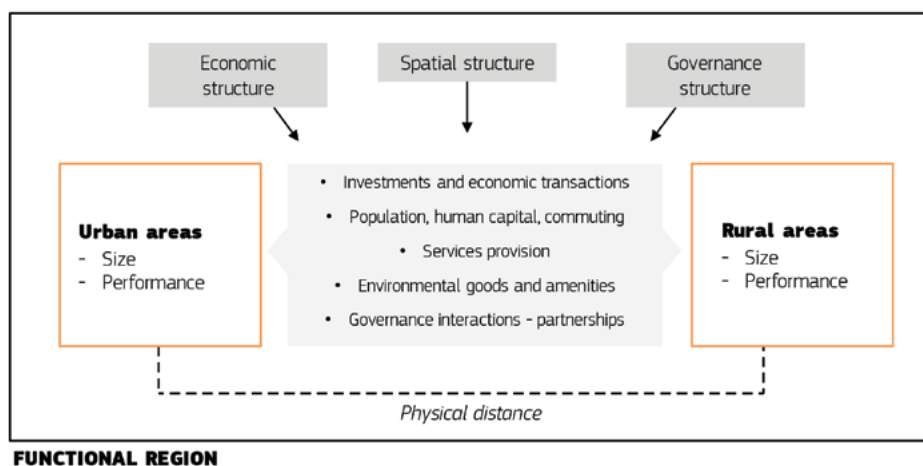 Economic
structure
Spatial structure
Governance
structure
Urban areas
- Size
- Performance
• Investments and economic transactions
• Population, human capital, commuting
• Services provision
• Environmental goods and amenities
• Governance interactions - partnerships
Rural areas
- Size
- Performance
Physical distance
FUNCTIONAL REGION